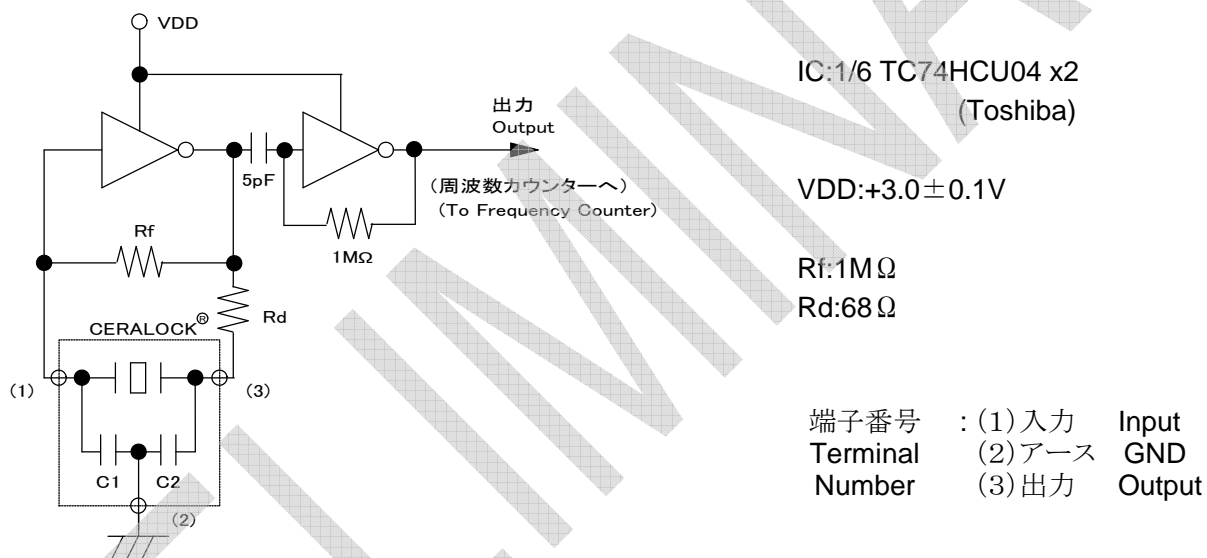 VDD
IC:1/6 TC74HCU04 x2
(Toshiba)
出力
Output
5pF
(周波数カウンターへ)
(To Frequency Counter)
VDD:+3.0±0.1V
Rf
1MΩ
Rf:1MΩ
Rd:68Ω
CERALOCK®
Rd
(1)
(3)
C1
C2
(2)
端子番号 :(1)入力 Input
Terminal (2)アース GND
Number (3)出力 Output
PRELIMINA